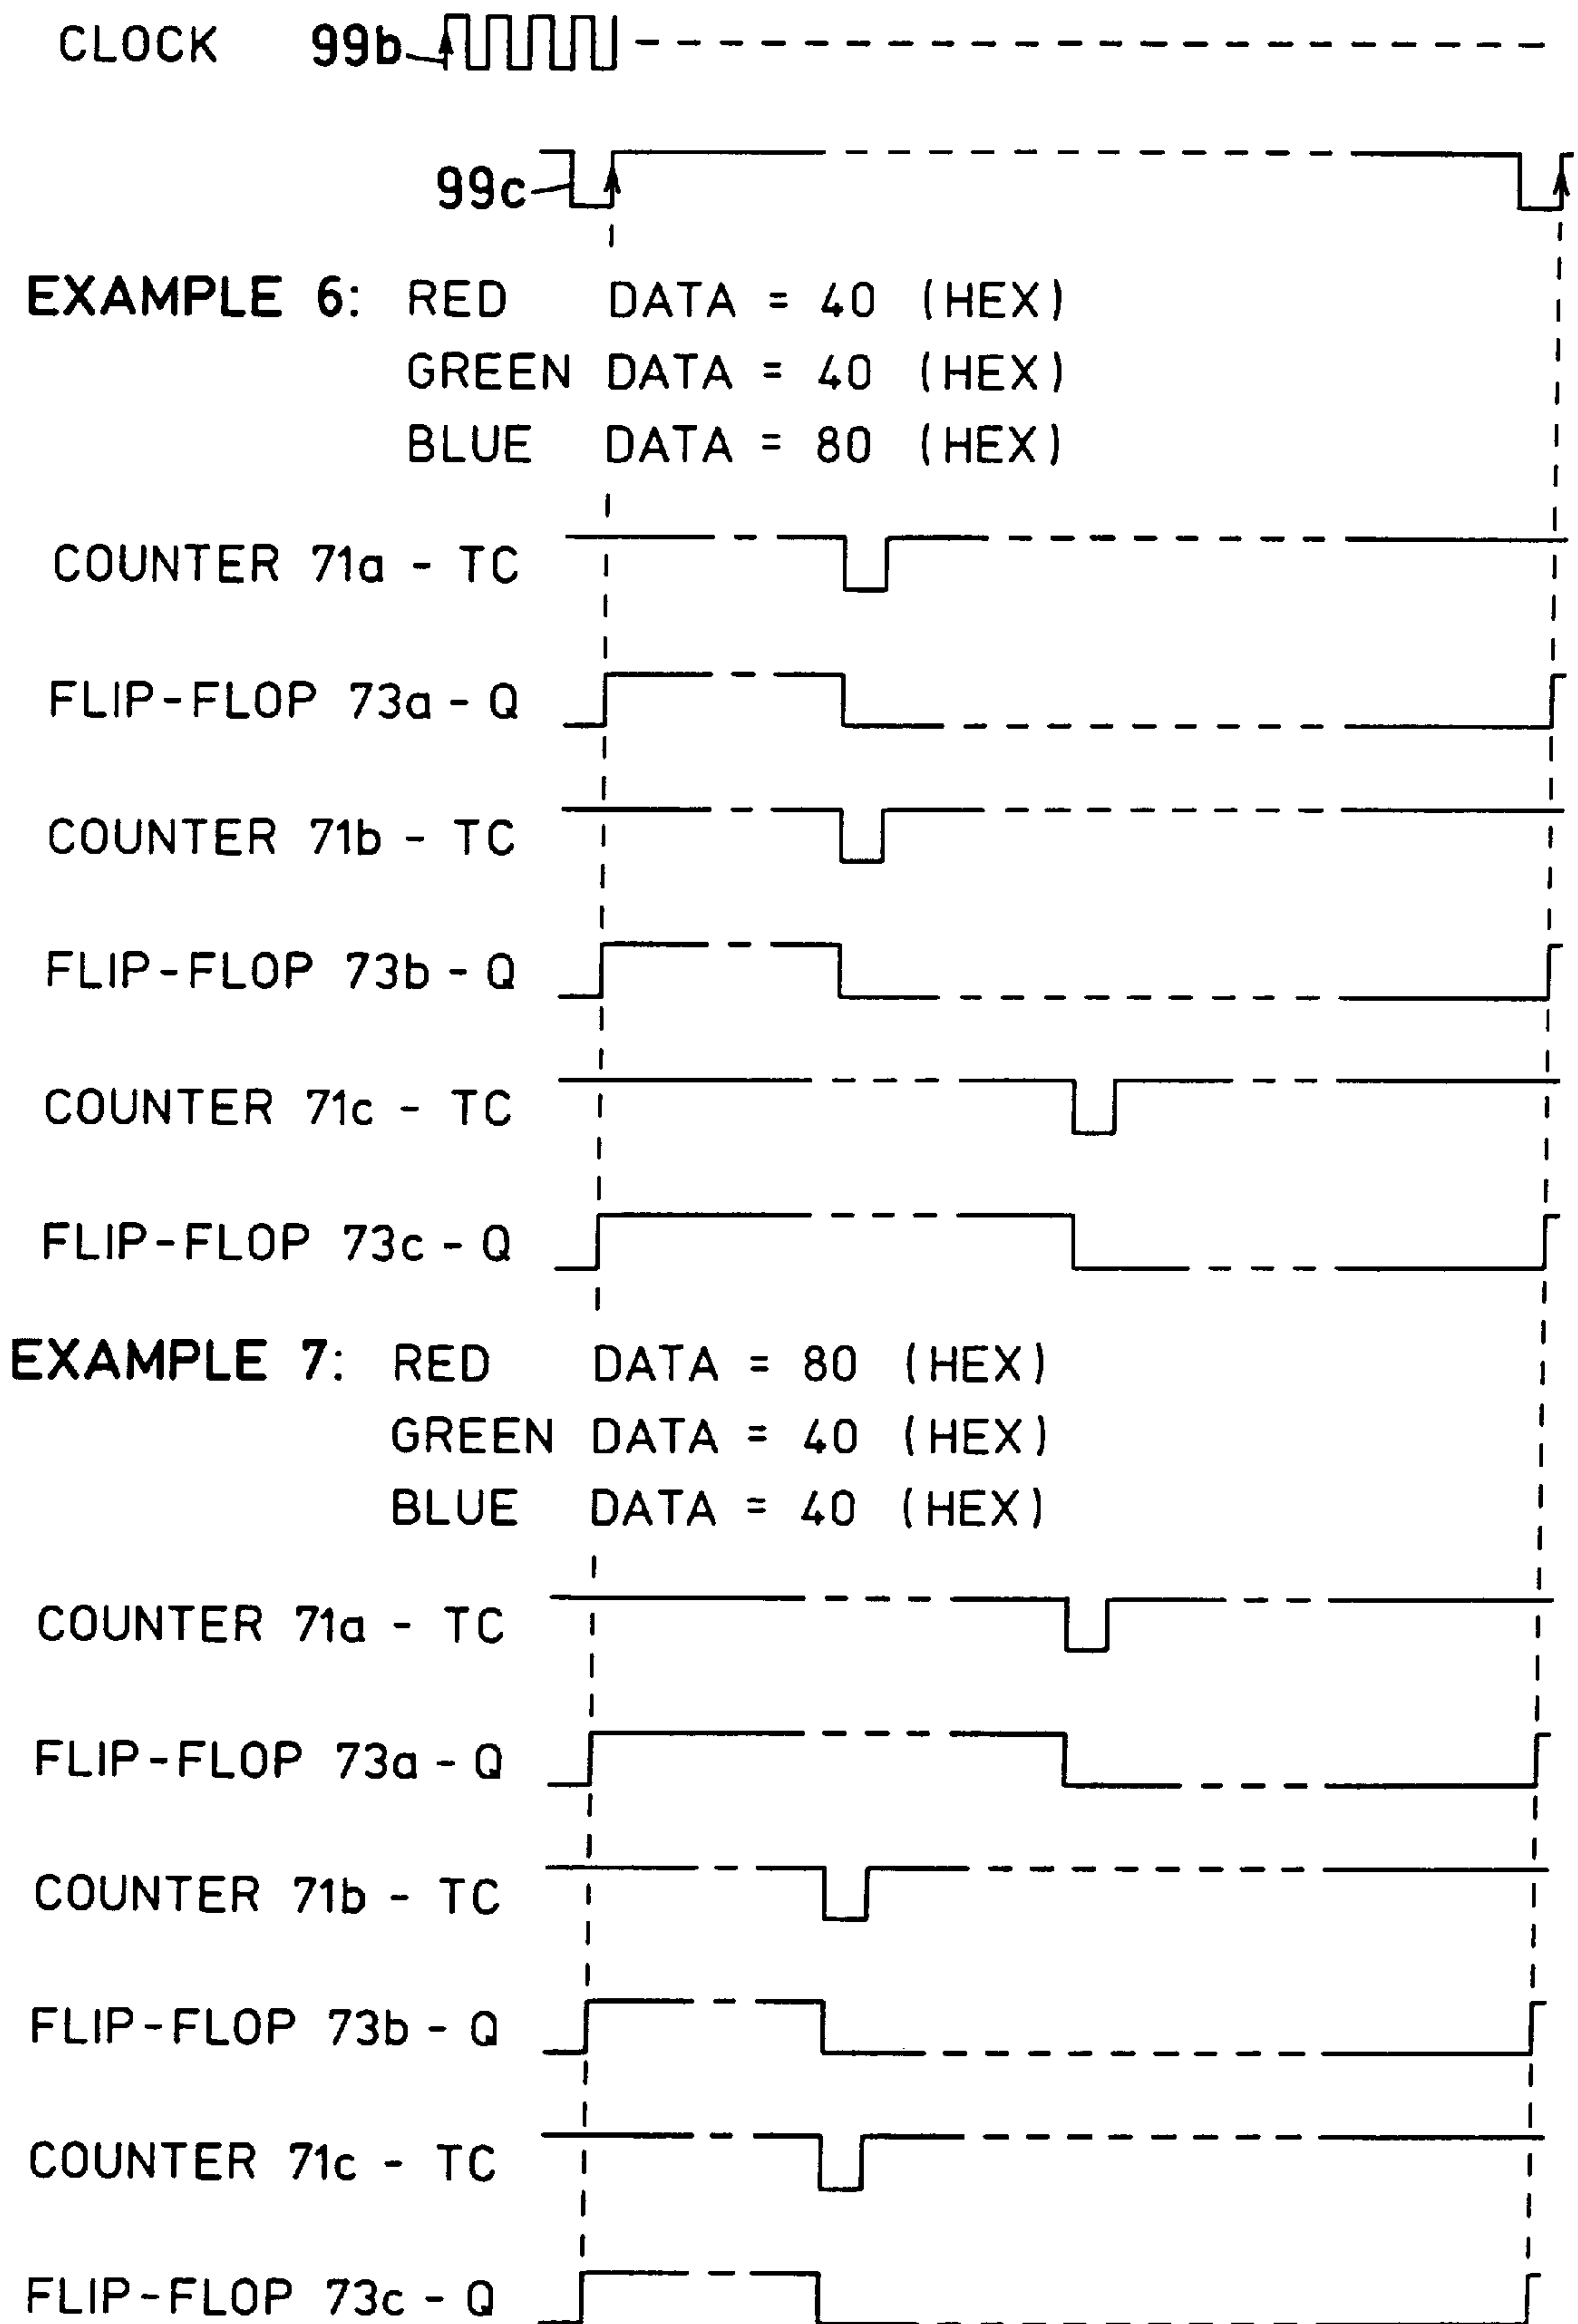 CLOCK 99b
99c
EXAMPLE 6: RED DATA = 40 (HEX)
GREEN DATA = 40 (HEX)
BLUE DATA = 80 (HEX)
COUNTER 71a - TC
FLIP-FLOP 73a - Q
COUNTER 71b - TC
FLIP-FLOP 73b - Q
COUNTER 71c - TC
FLIP-FLOP 73c - Q
EXAMPLE 7: RED DATA = 80 (HEX)
GREEN DATA = 40 (HEX)
BLUE DATA = 40 (HEX)
COUNTER 71a - TC
FLIP-FLOP 73a - Q
COUNTER 71b - TC
FLIP-FLOP 73b - Q
COUNTER 71c - TC
FLIP-FLOP 73c - Q